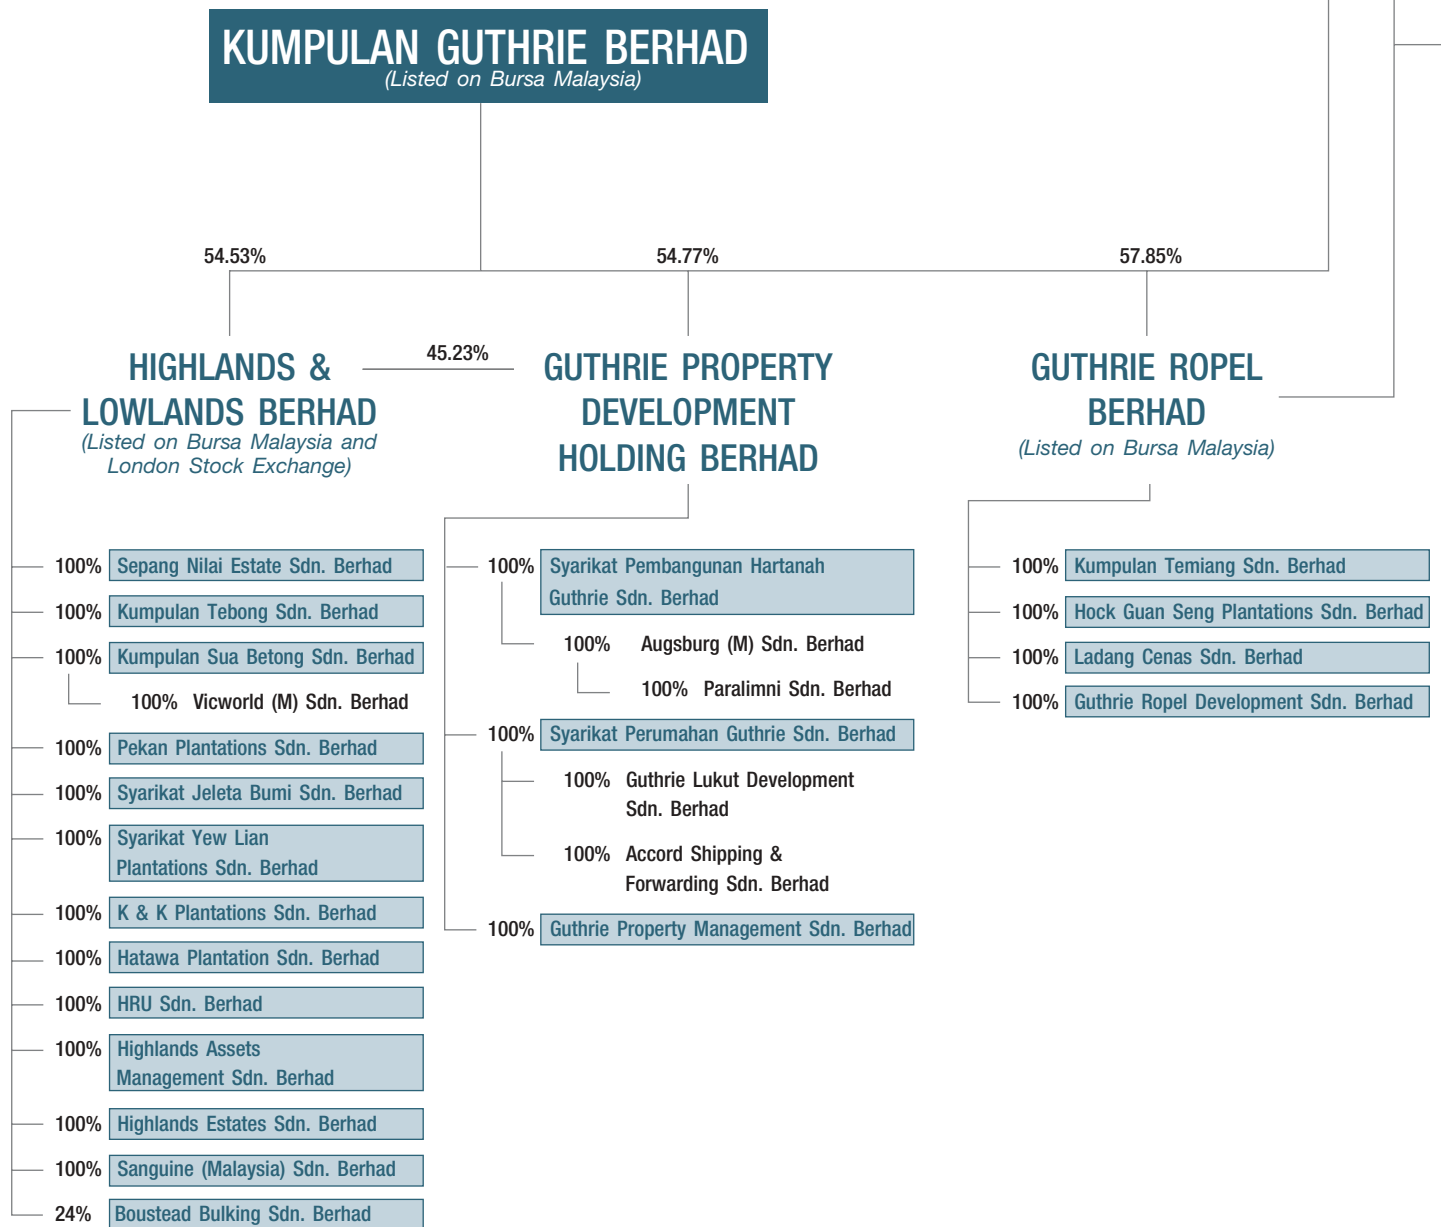 KUMPULAN GUTHRIE BERHAD
(Listed on Bursa Malaysia)
54.53%
54.77%
57.85%
HIGHLANDS &
LOWLANDS BERHAD
(Listed on Bursa Malaysia and
London Stock Exchange)
45.23%
GUTHRIE PROPERTY
DEVELOPMENT
HOLDING BERHAD
GUTHRIE ROPEL
BERHAD
(Listed on Bursa Malaysia)
100% Sepang Nilai Estate Sdn. Berhad
100% Kumpulan Tebong Sdn. Berhad
100% Kumpulan Sua Betong Sdn. Berhad
100% Vicworld (M) Sdn. Berhad
100% Pekan Plantations Sdn. Berhad
100% Syarikat Jeleta Bumi Sdn. Berhad
100% Syarikat Yew Lian
Plantations Sdn. Berhad
100% K & K Plantations Sdn. Berhad
100% Hatawa Plantation Sdn. Berhad
100% HRU Sdn. Berhad
100% Highlands Assets
Management Sdn. Berhad
100% Highlands Estates Sdn. Berhad
100% Sanguine (Malaysia) Sdn. Berhad
24% Boustead Bulking Sdn. Berhad
100% Syarikat Pembangunan Hartanah
Guthrie Sdn. Berhad
100% Augsburg (M) Sdn. Berhad
100% Paralimni Sdn. Berhad
100% Syarikat Perumahan Guthrie Sdn. Berhad
100% Guthrie Lukut Development
Sdn. Berhad
100% Accord Shipping &
Forwarding Sdn. Berhad
100% Guthrie Property Management Sdn. Berhad
100% Kumpulan Temiang Sdn. Berhad
100% Hock Guan Seng Plantations Sdn. Berhad
100% Ladang Cenas Sdn. Berhad
100% Guthrie Ropel Development Sdn. Berhad